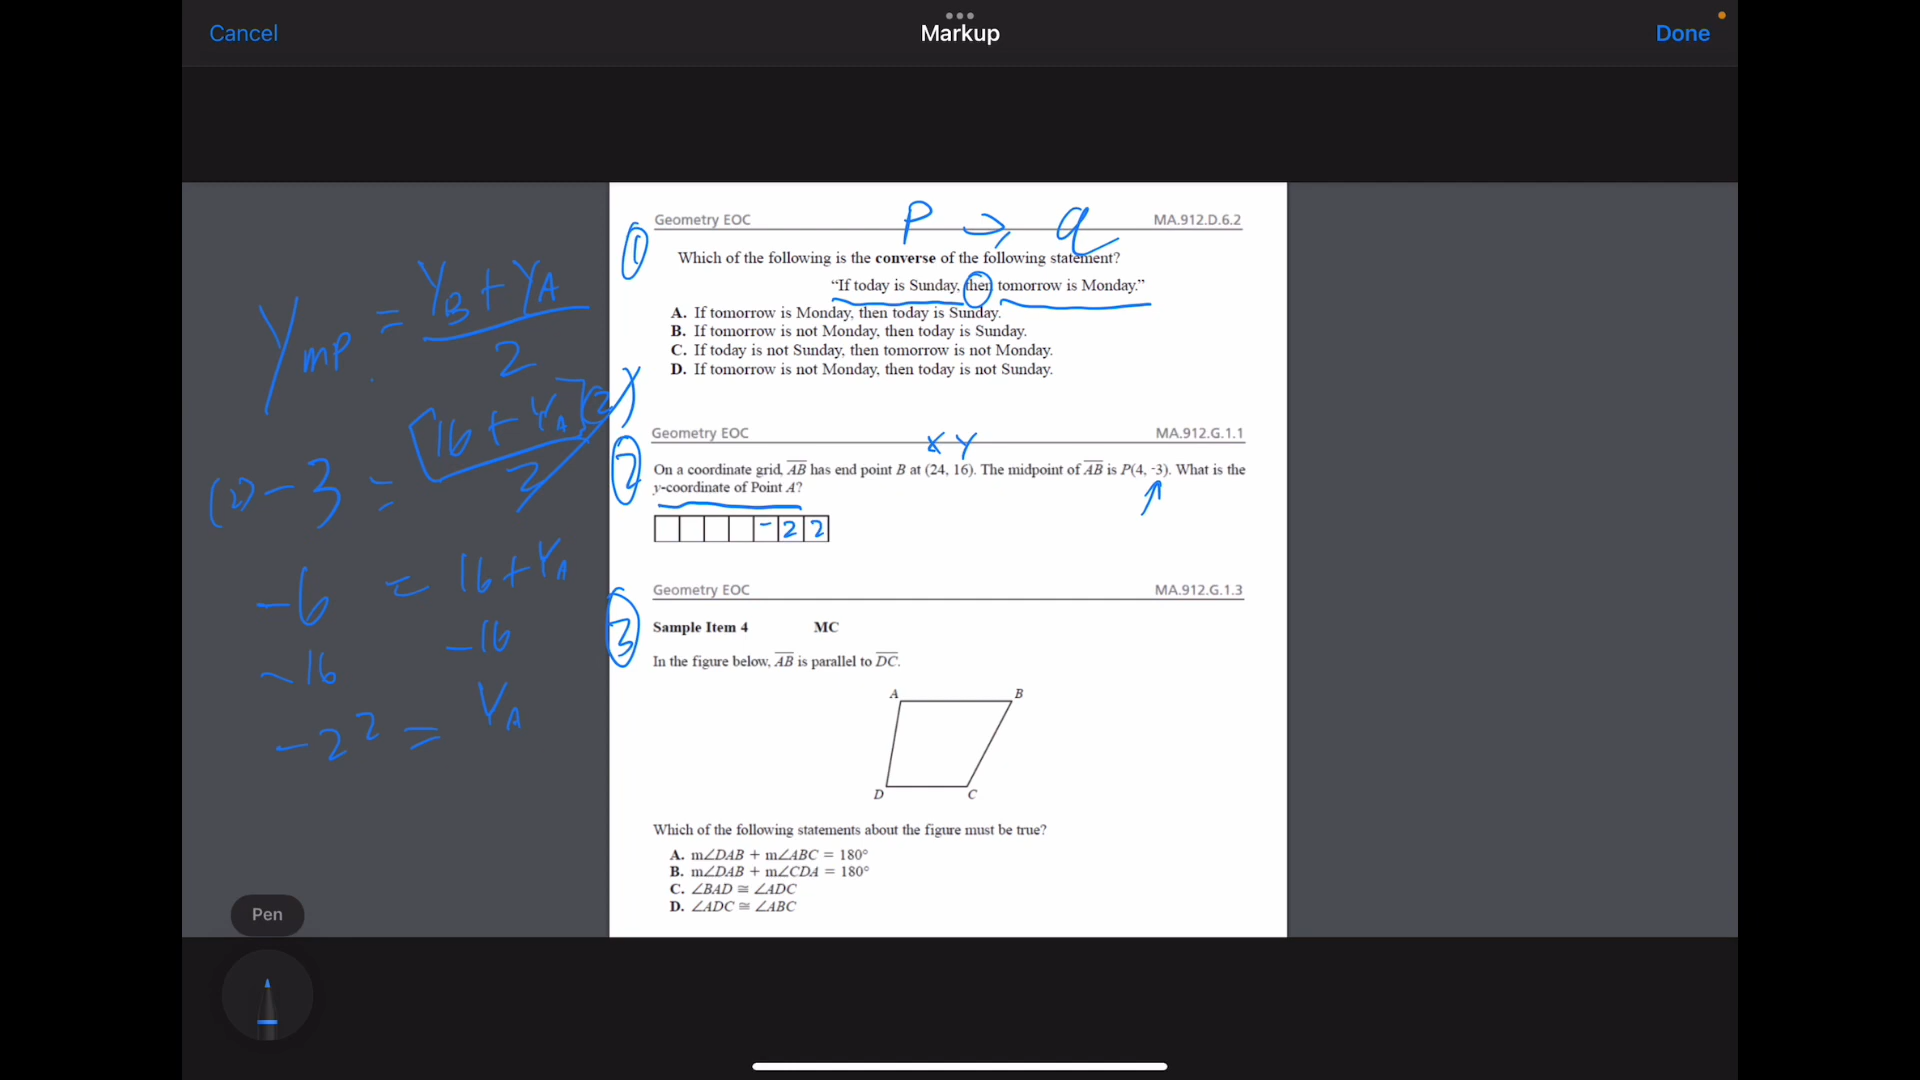 Cancel
Markup
Done
Geometry EOC
MA.912.D.6.2
P → q
①
Which of the following is the converse of the following statement?
“If today is Sunday, then tomorrow is Monday.”
A. If tomorrow is Monday, then today is Sunday.
B. If tomorrow is not Monday, then today is Sunday.
C. If today is not Sunday, then tomorrow is not Monday.
D. If tomorrow is not Monday, then today is not Sunday.
Geometry EOC
MA.912.G.1.1
X Y
②
On a coordinate grid, AB has end point B at (24, 16). The midpoint of AB is P(4, -3). What is the
y-coordinate of Point A?
-22
Geometry EOC
MA.912.G.1.3
③
Sample Item 4 MC
In the figure below, AB is parallel to DC.
A B
D C
Which of the following statements about the figure must be true?
A. m∠DAB + m∠ABC = 180°
B. m∠DAB + m∠CDA = 180°
C. ∠BAD ≅ ∠ADC
D. ∠ADC ≅ ∠ABC
YMP = YB + YA
2
(2) -3 = [16 + YA](2)
2
-6 = 16 + YA
-16 -16
-22 = YA
Pen